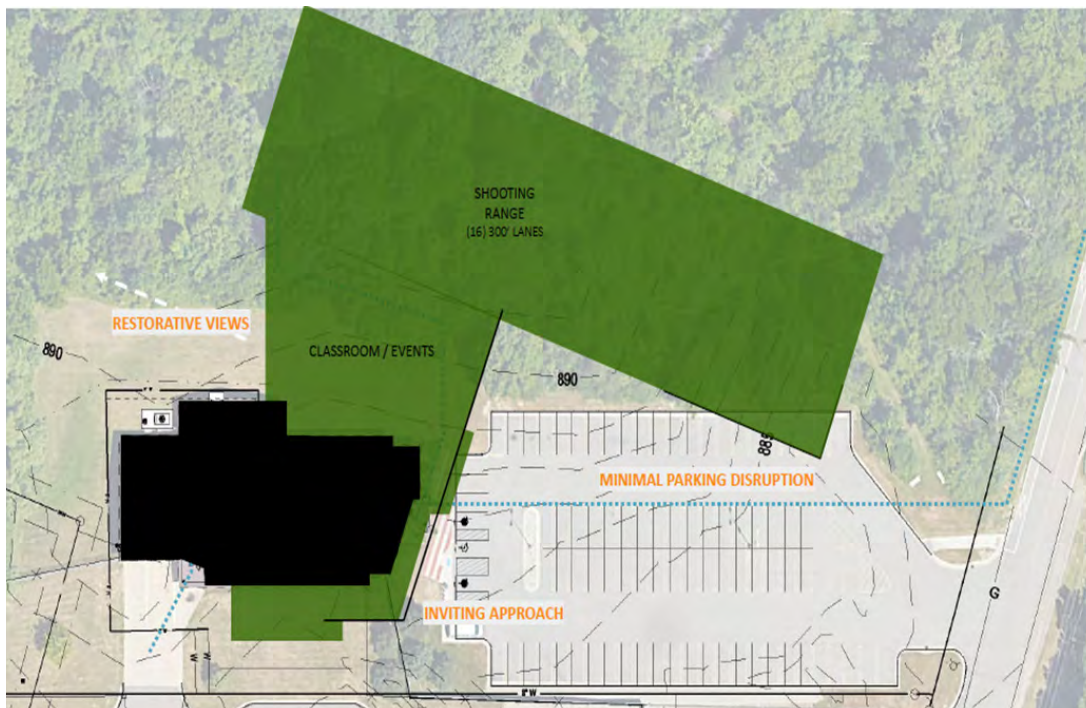 SHOOTING
RANGE
(16) 300' LANES
RESTORATIVE VIEWS
890
CLASSROOM / EVENTS
890
885
MINIMAL PARKING DISRUPTION
G
INVITING APPROACH
W
W